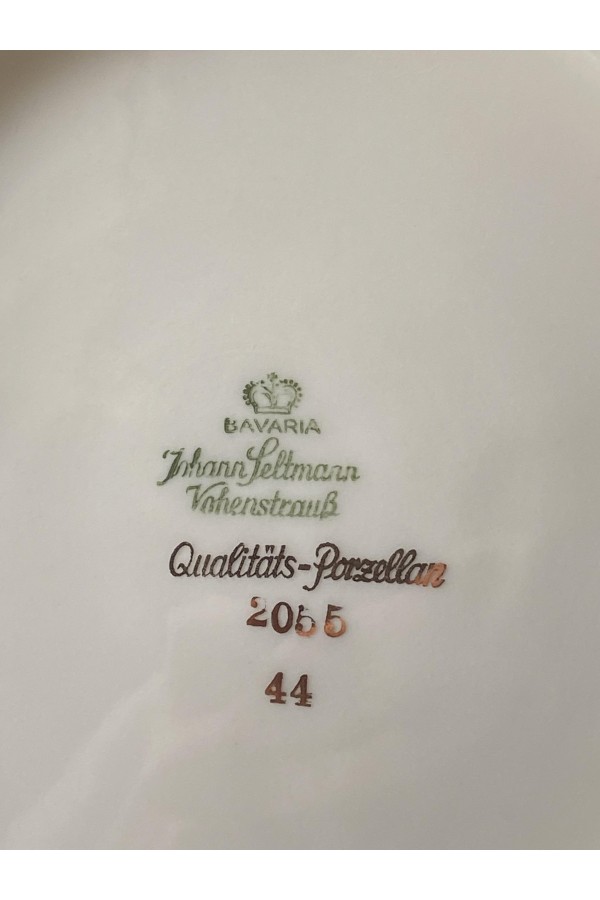 BAVARIA
Johann Seltmann
Vohenstrauß
Qualitäts-Porzellan
2055
44